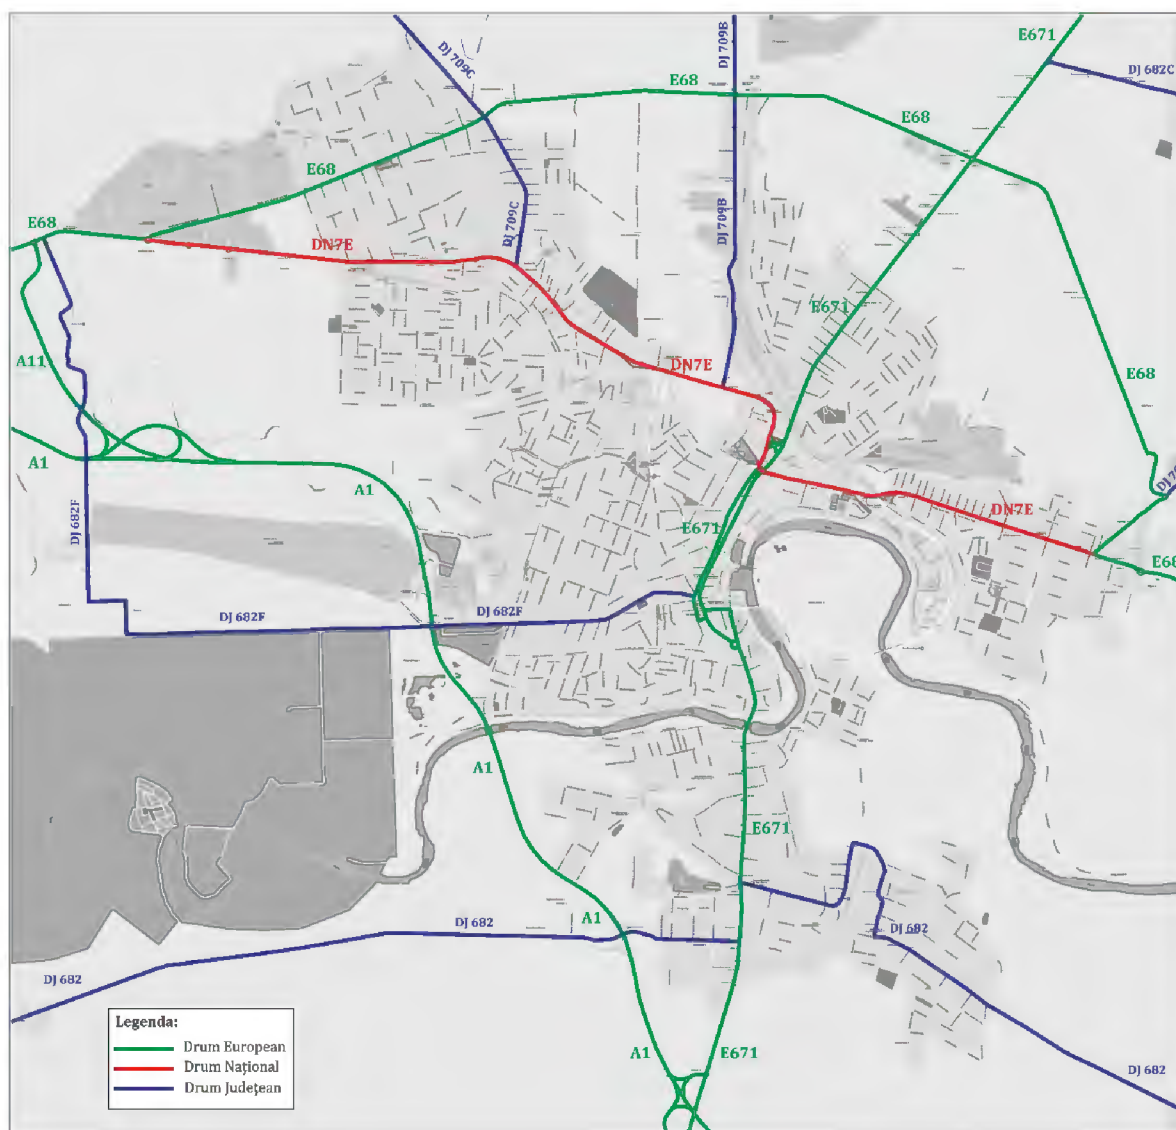 E671
DJ 709B
DJ 709C
DJ 682C
E68
E68
E68
DJ 709B
DJ 709C
E68
DN7E
E671
A11
DN7E
E68
A1
A1
DJ 682F
E671
DN7E
E68
DJ 682F
DJ 682F
A1
E671
A1
DJ 682
DJ 682
DJ 682
A1
E671
DJ 682
Legenda:
Drum European
Drum Național
Drum Județean